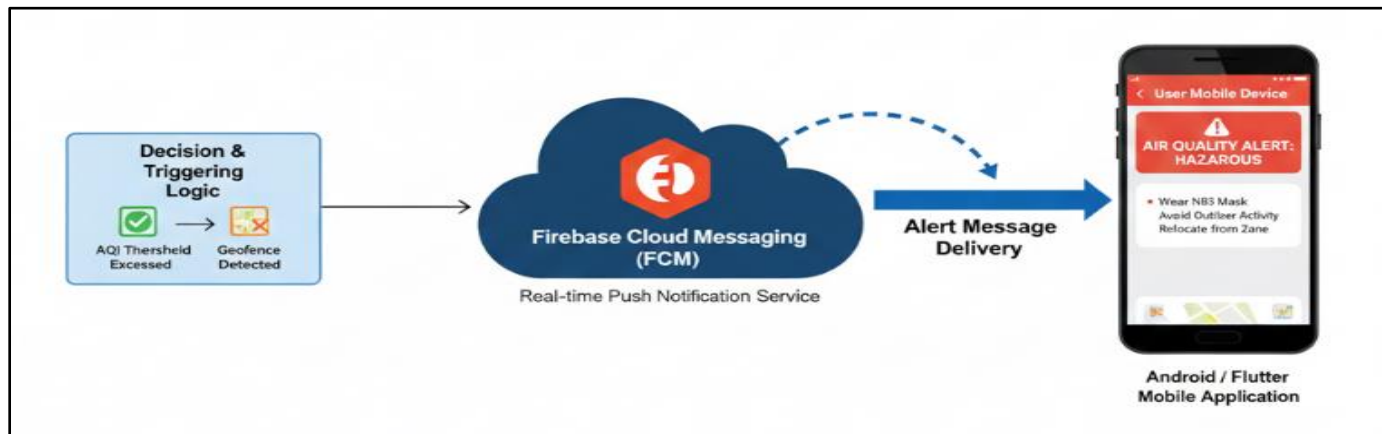 Decision &
Triggering
Logic
AQI Thersheld
Excessed
Geofence
Detected
Firebase Cloud Messaging
(FCM)
Real-time Push Notification Service
Alert Message
Delivery
User Mobile Device
AIR QUALITY ALERT:
HAZAROUS
Wear NB3 Mask
Avoid Outlizer Activity
Relocate from Zane
Android / Flutter
Mobile Application